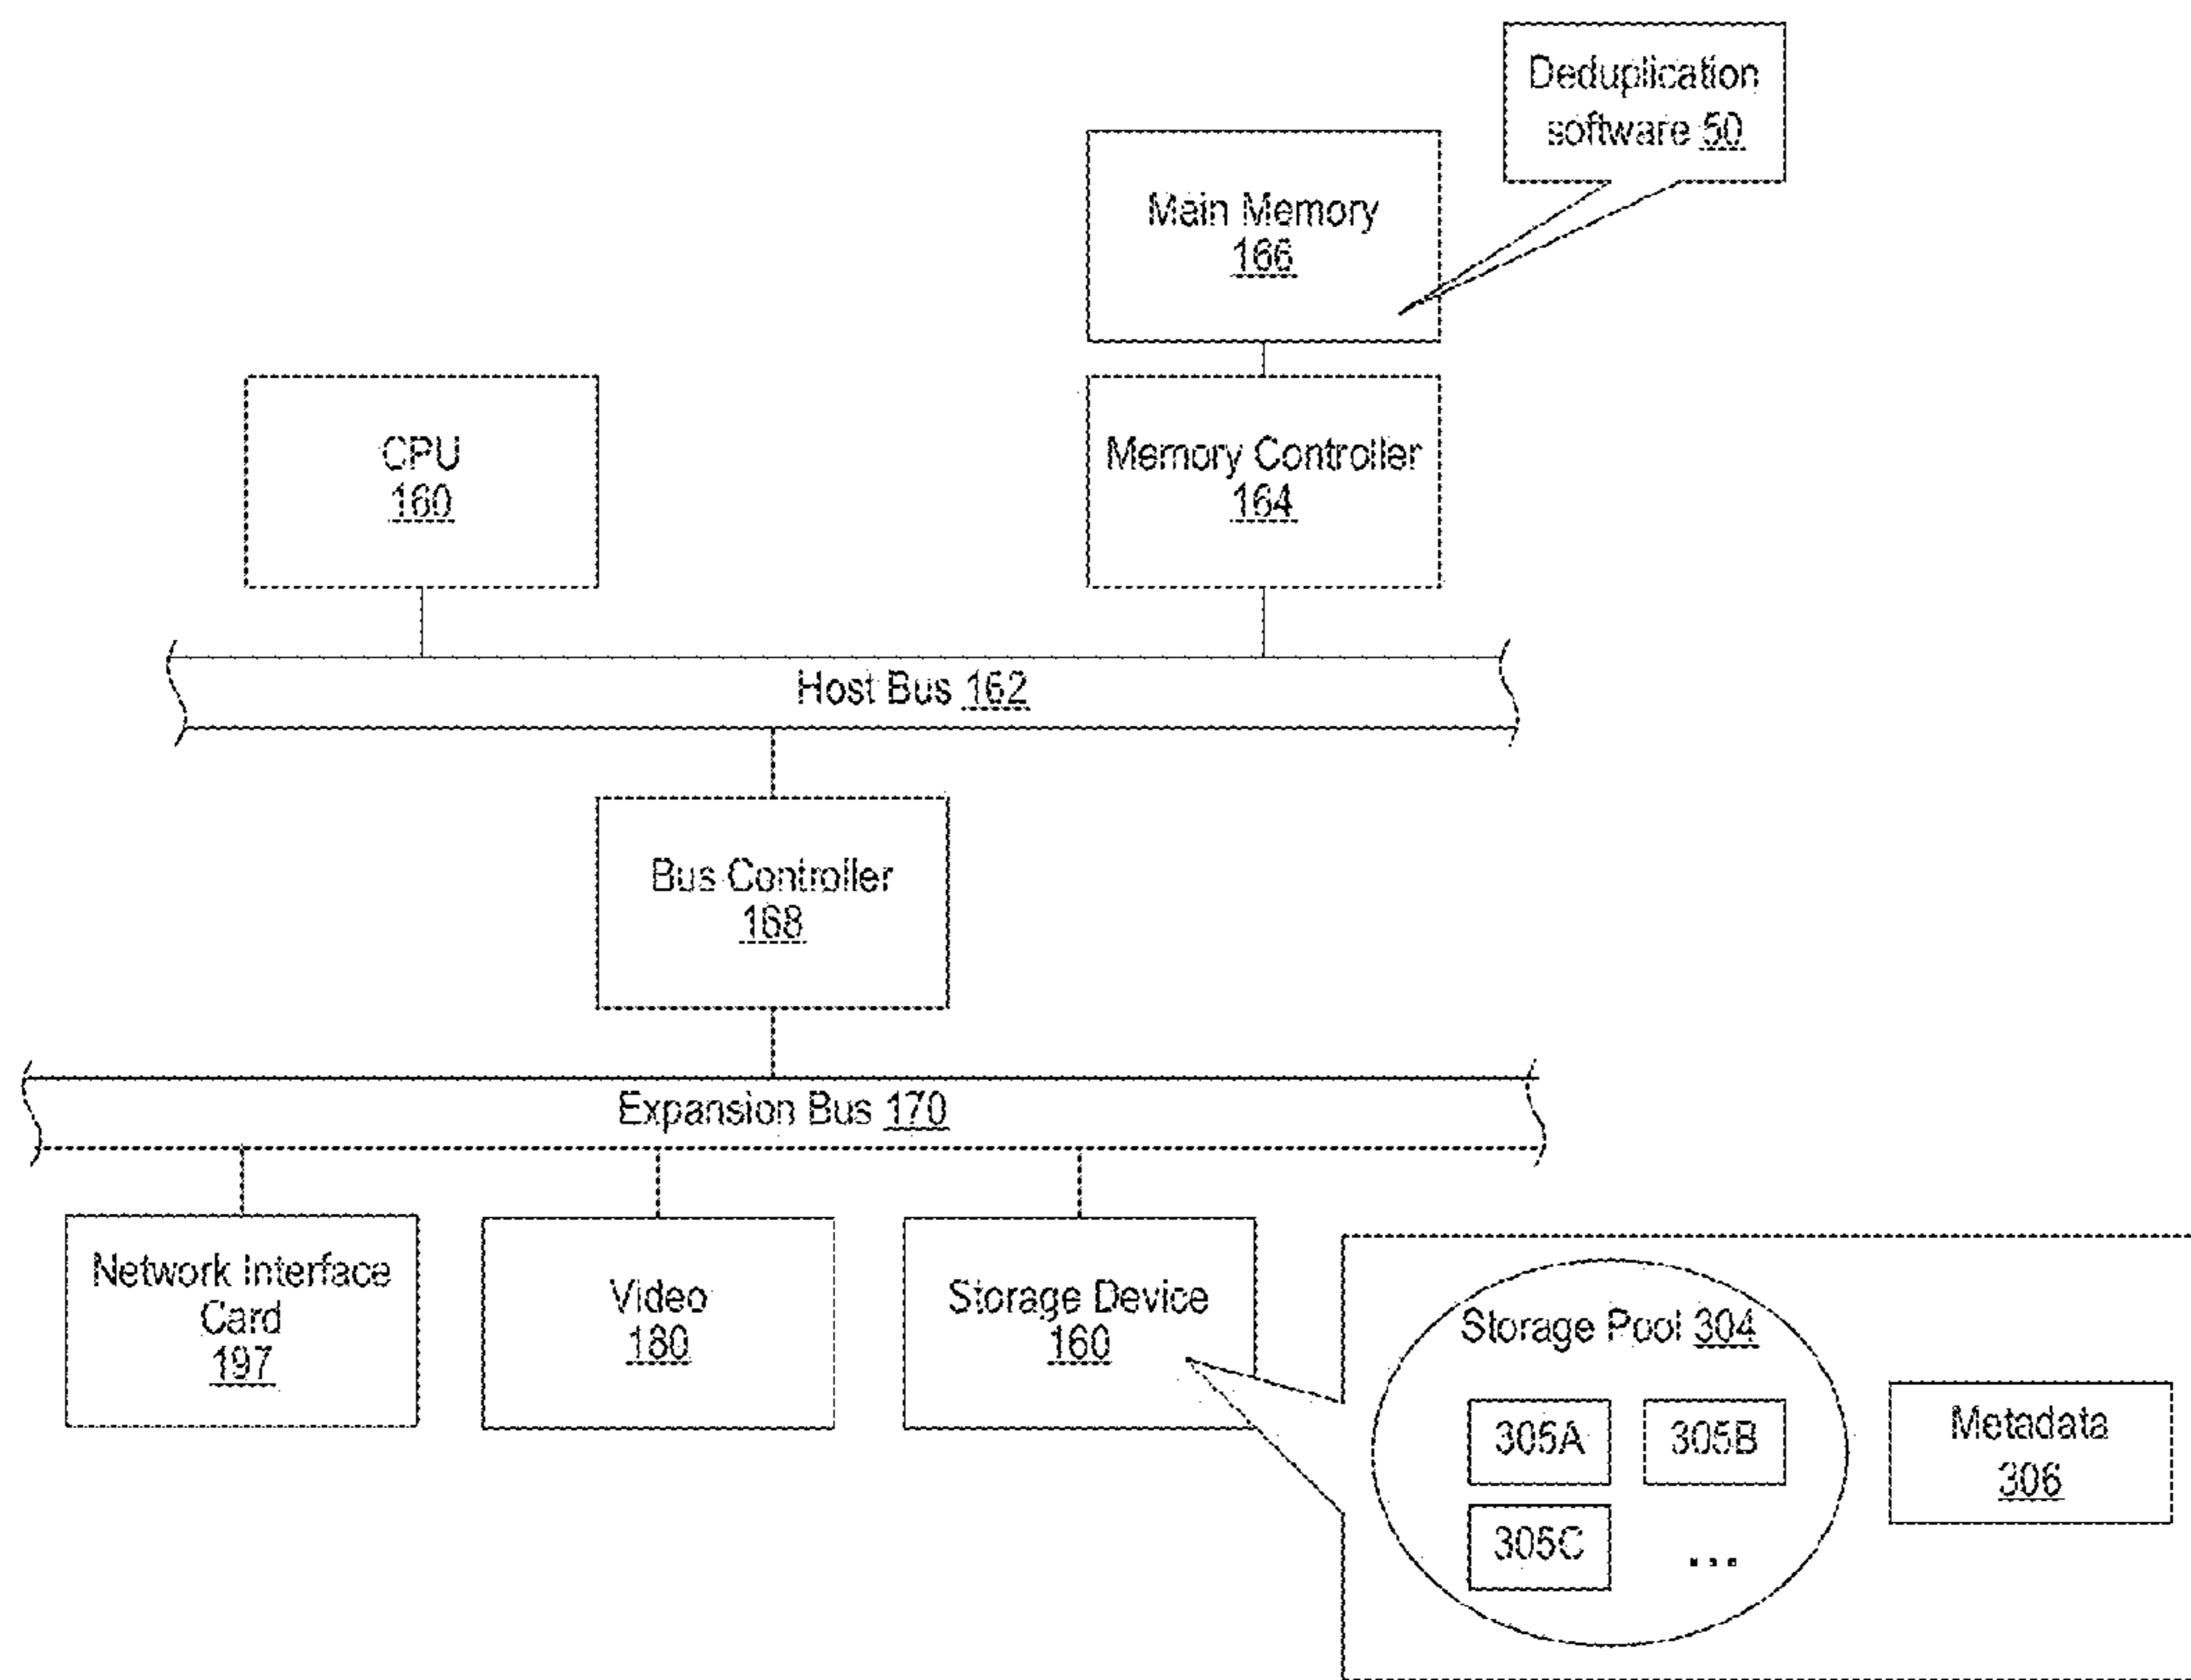 Deduplication
software 50
Main Memory
166
CPU
160
Memory Controller
164
Host Bus 162
Bus Controller
168
Expansion Bus 170
Network Interface
Card
197
Video
180
Storage Device
160
Storage Pool 304
305A
305B
305C
...
Metadata
306